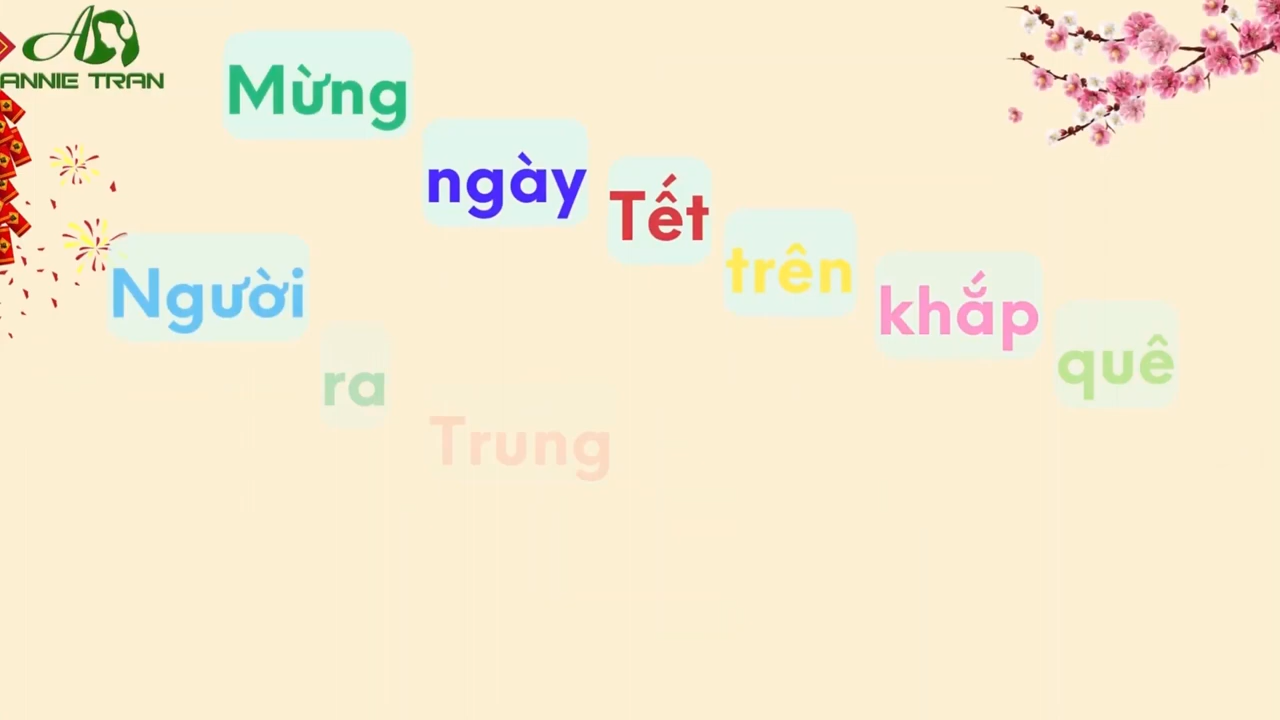 ANNIE TRAN
Mừng ngày Tết trên khắp quê
Người ra Trung